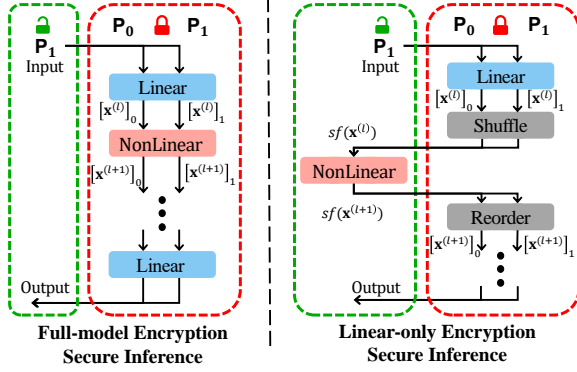 P₀ P₁
P₁
Input
Linear
[𝐱⁽ˡ⁾]₀ [𝐱⁽ˡ⁾]₁
NonLinear
[𝐱⁽ˡ⁺¹⁾]₀ [𝐱⁽ˡ⁺¹⁾]₁
Linear
Output
Full-model Encryption
Secure Inference
P₀ P₁
P₁
Input
Linear
[𝐱⁽ˡ⁾]₀ [𝐱⁽ˡ⁾]₁
Shuffle
sf(𝐱⁽ˡ⁾)
NonLinear
sf(𝐱⁽ˡ⁺¹⁾)
Reorder
[𝐱⁽ˡ⁺¹⁾]₀ [𝐱⁽ˡ⁺¹⁾]₁
Output
Linear-only Encryption
Secure Inference